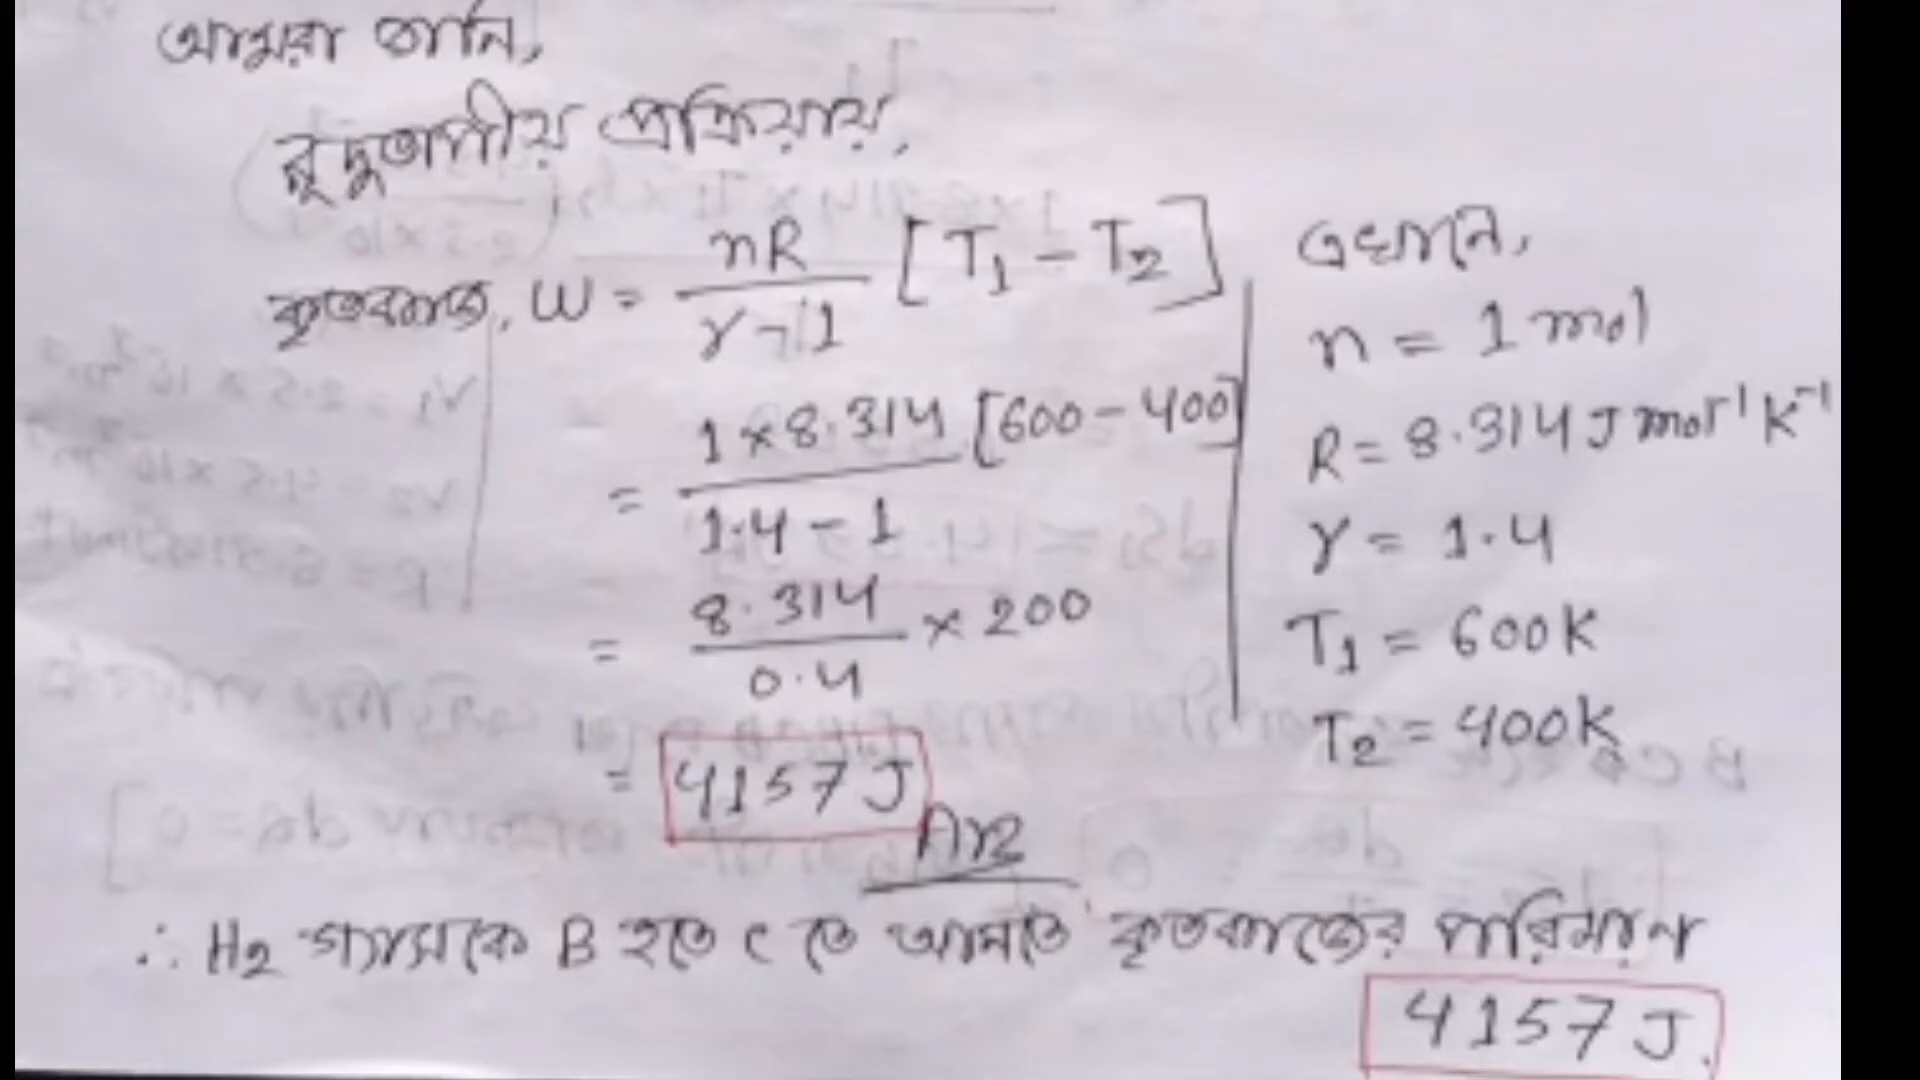 আমরা জানি,
রুদ্ধতাপীয় প্রক্রিয়ায়,
কৃতকাজ, W = nR/γ-1 [T₁ - T₂]
= 1×8.314 [600-400]/1.4-1
= 8.314/0.4 × 200
= 4157 J
Ans
এখানে,
n = 1 mol
R = 8.314 J mol⁻¹ K⁻¹
γ = 1.4
T₁ = 600K
T₂ = 400K
∴ H₂ গ্যাসকে B হতে C তে আনতে কৃতকাজের পরিমাণ
4157 J.